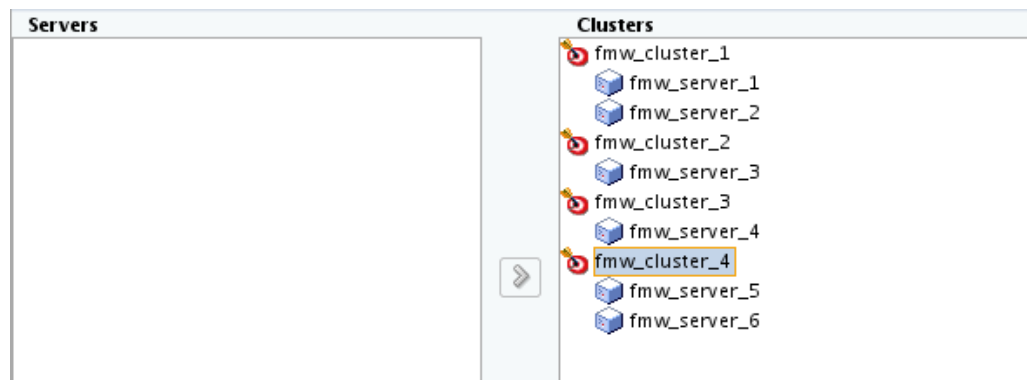 Servers
Clusters
fmw_cluster_1
fmw_server_1
fmw_server_2
fmw_cluster_2
fmw_server_3
fmw_cluster_3
fmw_server_4
fmw_cluster_4
fmw_server_5
fmw_server_6